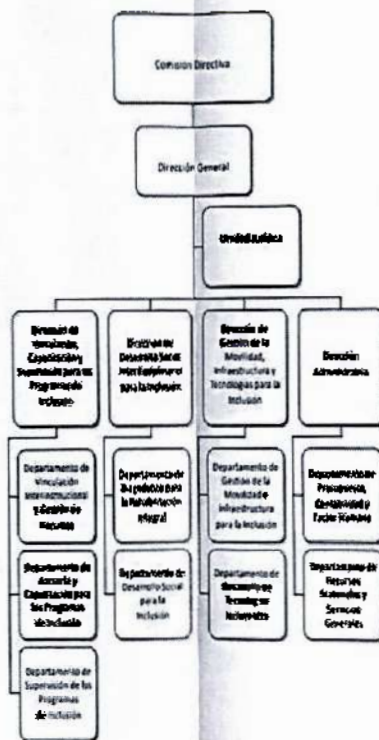 Comisión Directiva
Dirección General
Unidad Jurídica
Dirección de
Vinculación,
Capacitación y
Supervisión para los
Programas de
Inclusión
Dirección de
Desarrollo Social
Interdisciplinario
para la Inclusión
Dirección de
Gestión de la
Movilidad,
Infraestructura y
Tecnologías para la
Inclusión
Dirección
Administrativa
Departamento de
Vinculación
Interinstitucional
y Gestión de
Recursos
Departamento de
Asesoría y
Capacitación para
los Programas
de Inclusión
Departamento de
Supervisión de los
Programas
de Inclusión
Departamento de
Diagnóstico para
la Rehabilitación
Integral
Departamento de
Desarrollo Social
para la
Inclusión
Departamento de
Gestión de la
Movilidad e
Infraestructura
para la Inclusión
Departamento de
Desarrollo de
Tecnologías
Incluyentes
Departamento de
Presupuesto,
Contabilidad y
Factor Humano
Departamento de
Recursos
Materiales y
Servicios
Generales